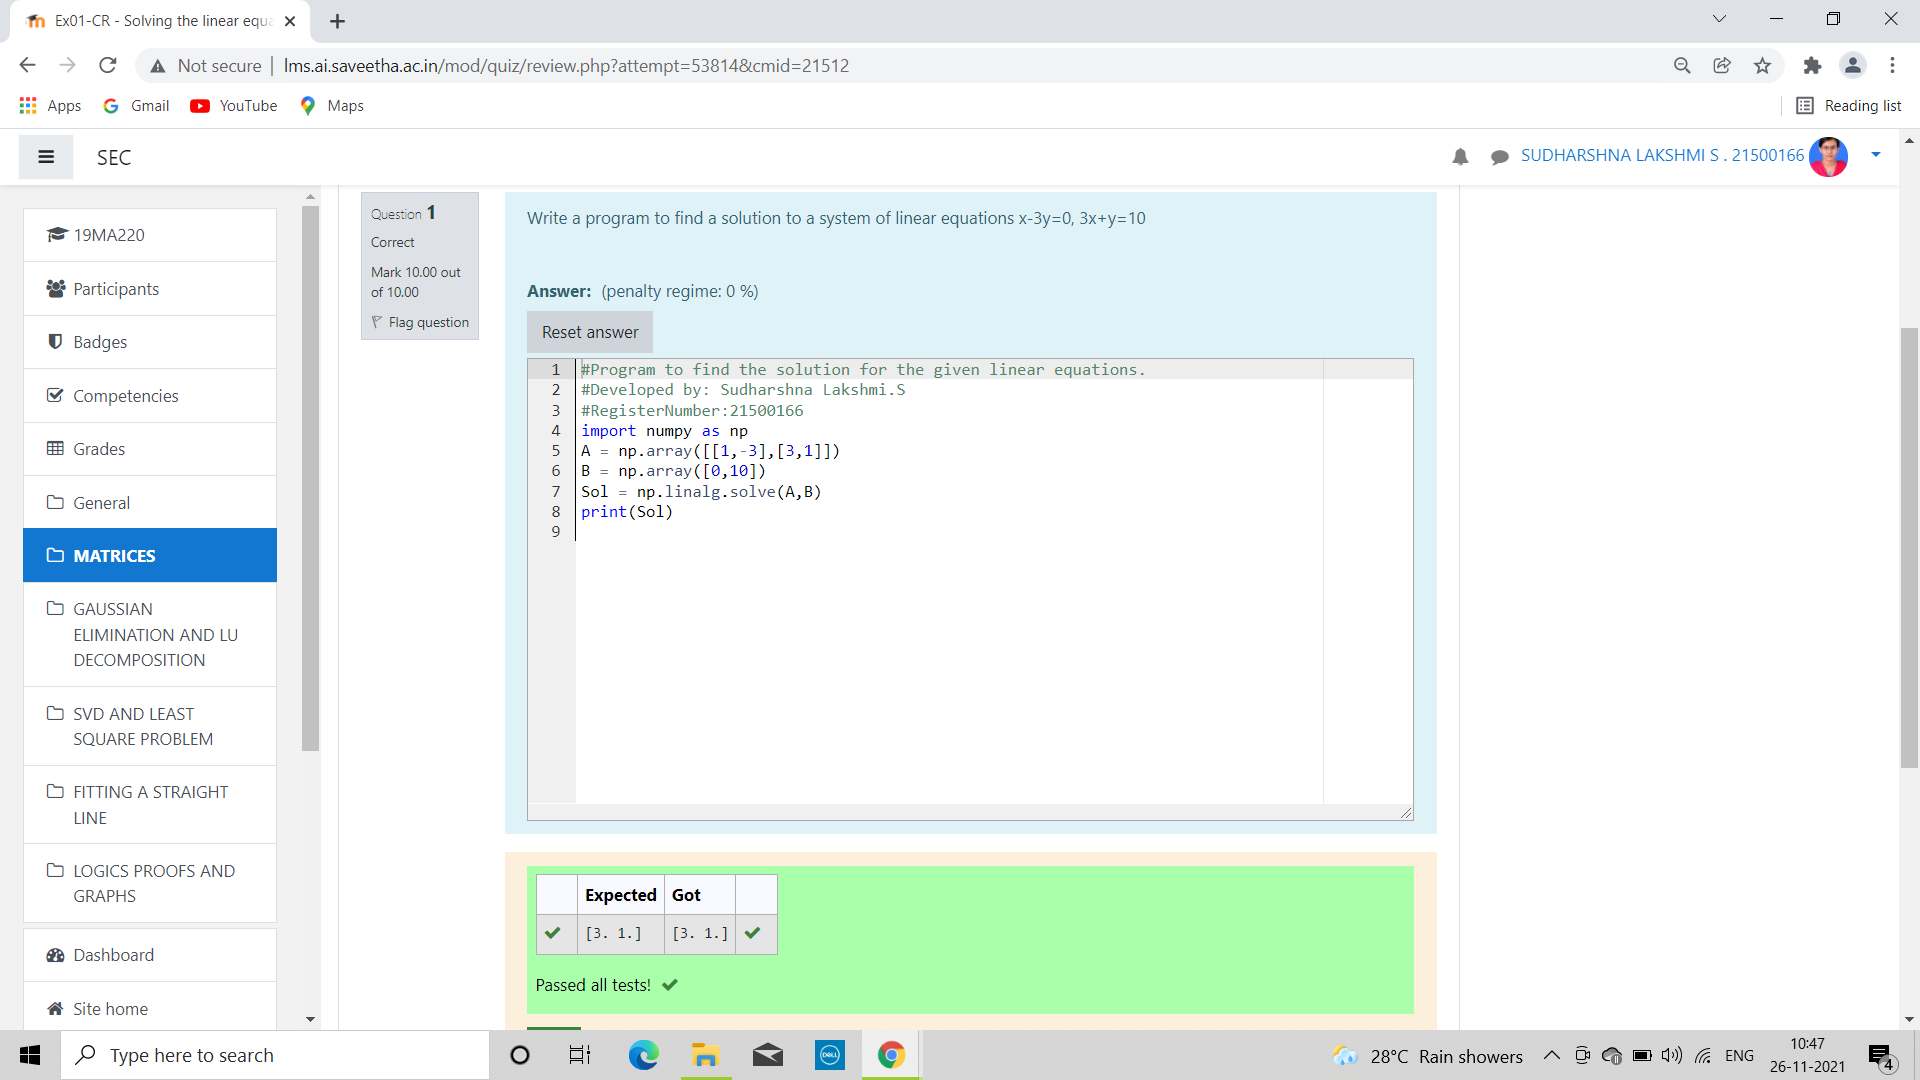 Ex01-CR - Solving the linear equa
Not secure | lms.ai.saveetha.ac.in/mod/quiz/review.php?attempt=53814&cmid=21512
Apps Gmail YouTube Maps Reading list
SEC SUDHARSHNA LAKSHMI S . 21500166
19MA220
Participants
Badges
Competencies
Grades
General
MATRICES
GAUSSIAN
ELIMINATION AND LU
DECOMPOSITION
SVD AND LEAST
SQUARE PROBLEM
FITTING A STRAIGHT
LINE
LOGICS PROOFS AND
GRAPHS
Dashboard
Site home
Question 1
Correct
Mark 10.00 out
of 10.00
Flag question
Write a program to find a solution to a system of linear equations x-3y=0, 3x+y=10
Answer: (penalty regime: 0 %)
Reset answer
1 #Program to find the solution for the given linear equations.
2 #Developed by: Sudharshna Lakshmi.S
3 #RegisterNumber:21500166
4 import numpy as np
5 A = np.array([[1,-3],[3,1]])
6 B = np.array([0,10])
7 Sol = np.linalg.solve(A,B)
8 print(Sol)
9
Expected Got
[3. 1.] [3. 1.]
Passed all tests!
Type here to search
DELL
28°C Rain showers
ENG
10:47
26-11-2021
4